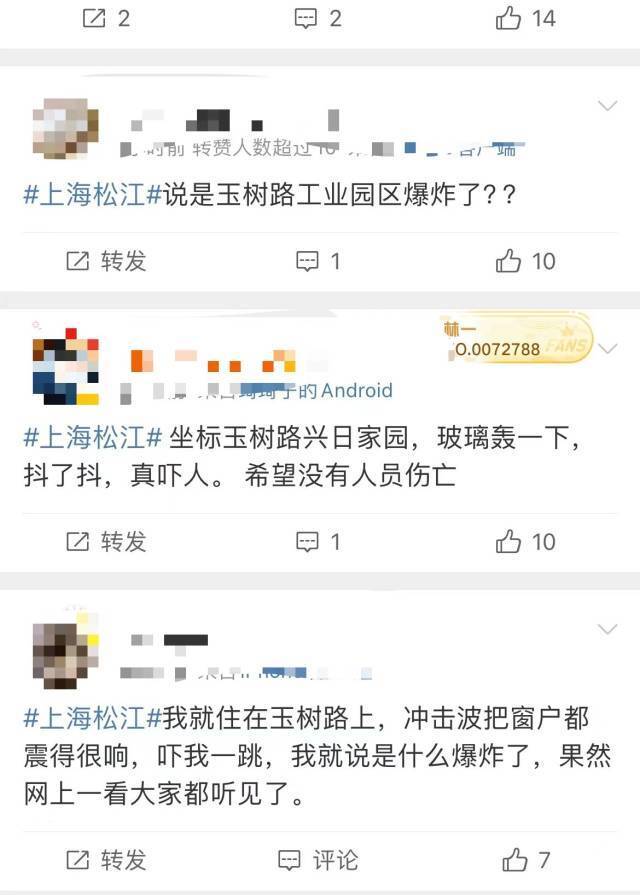 2 2 14
时前 转赞人数超过10
客户端
#上海松江#说是玉树路工业园区爆炸了??
转发 1 10
林一
0.0072788 FANS
的Android
#上海松江# 坐标玉树路兴日家园，玻璃轰一下，
抖了抖，真吓人。 希望没有人员伤亡
转发 1 10
#上海松江#我就住在玉树路上，冲击波把窗户都
震得很响，吓我一跳，我就说是什么爆炸了，果然
网上一看大家都听见了。
转发 评论 7